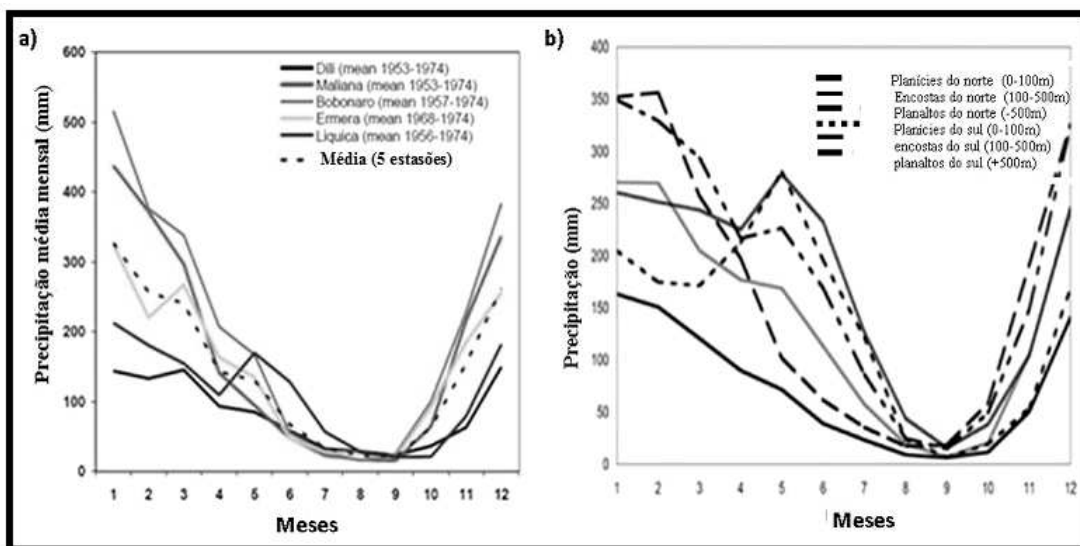 a)
Precipitação média mensal (mm)
600
500
400
300
200
100
0
1 2 3 4 5 6 7 8 9 10 11 12
Meses
Dili (mean 1953-1974)
Maliana (mean 1953-1974)
Bobonaro (mean 1957-1974)
Ermera (mean 1968-1974)
Liquica (mean 1956-1974)
Média (5 estasões)
b)
Precipitação (mm)
400
350
300
250
200
150
100
50
00
1 2 3 4 5 6 7 8 9 10 11 12
Meses
Planícies do norte (0-100m)
Encostas do norte (100-500m)
Planaltos do norte (-500m)
Planícies do sul (0-100m)
encostas do sul (100-500m)
planaltos do sul (+500m)